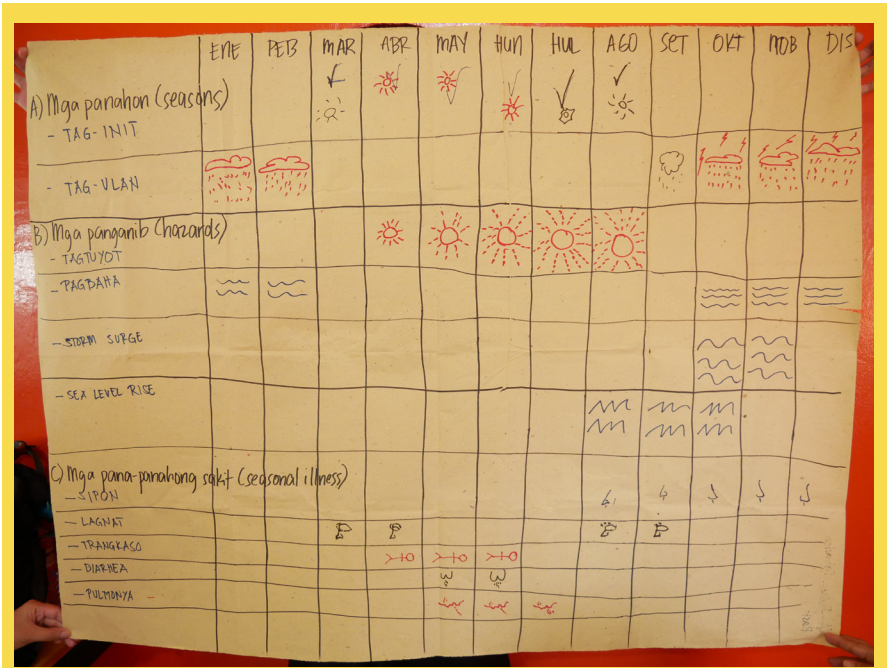 ENE PEB MAR ABR MAY HUN HUL AGO SET OKT NOB DIS
A) Mga panahon (seasons)
- TAG-INIT
- TAG-ULAN
B) Mga panganib (hazards)
- TAGTUYOT
- PAGBAHA
- STORM SURGE
- SEA LEVEL RISE
C) Mga pana-panahong sakit (seasonal illness)
- SIPON
- LAGNAT
- TRANGKASO
- DIARHEA
- PULMONYA